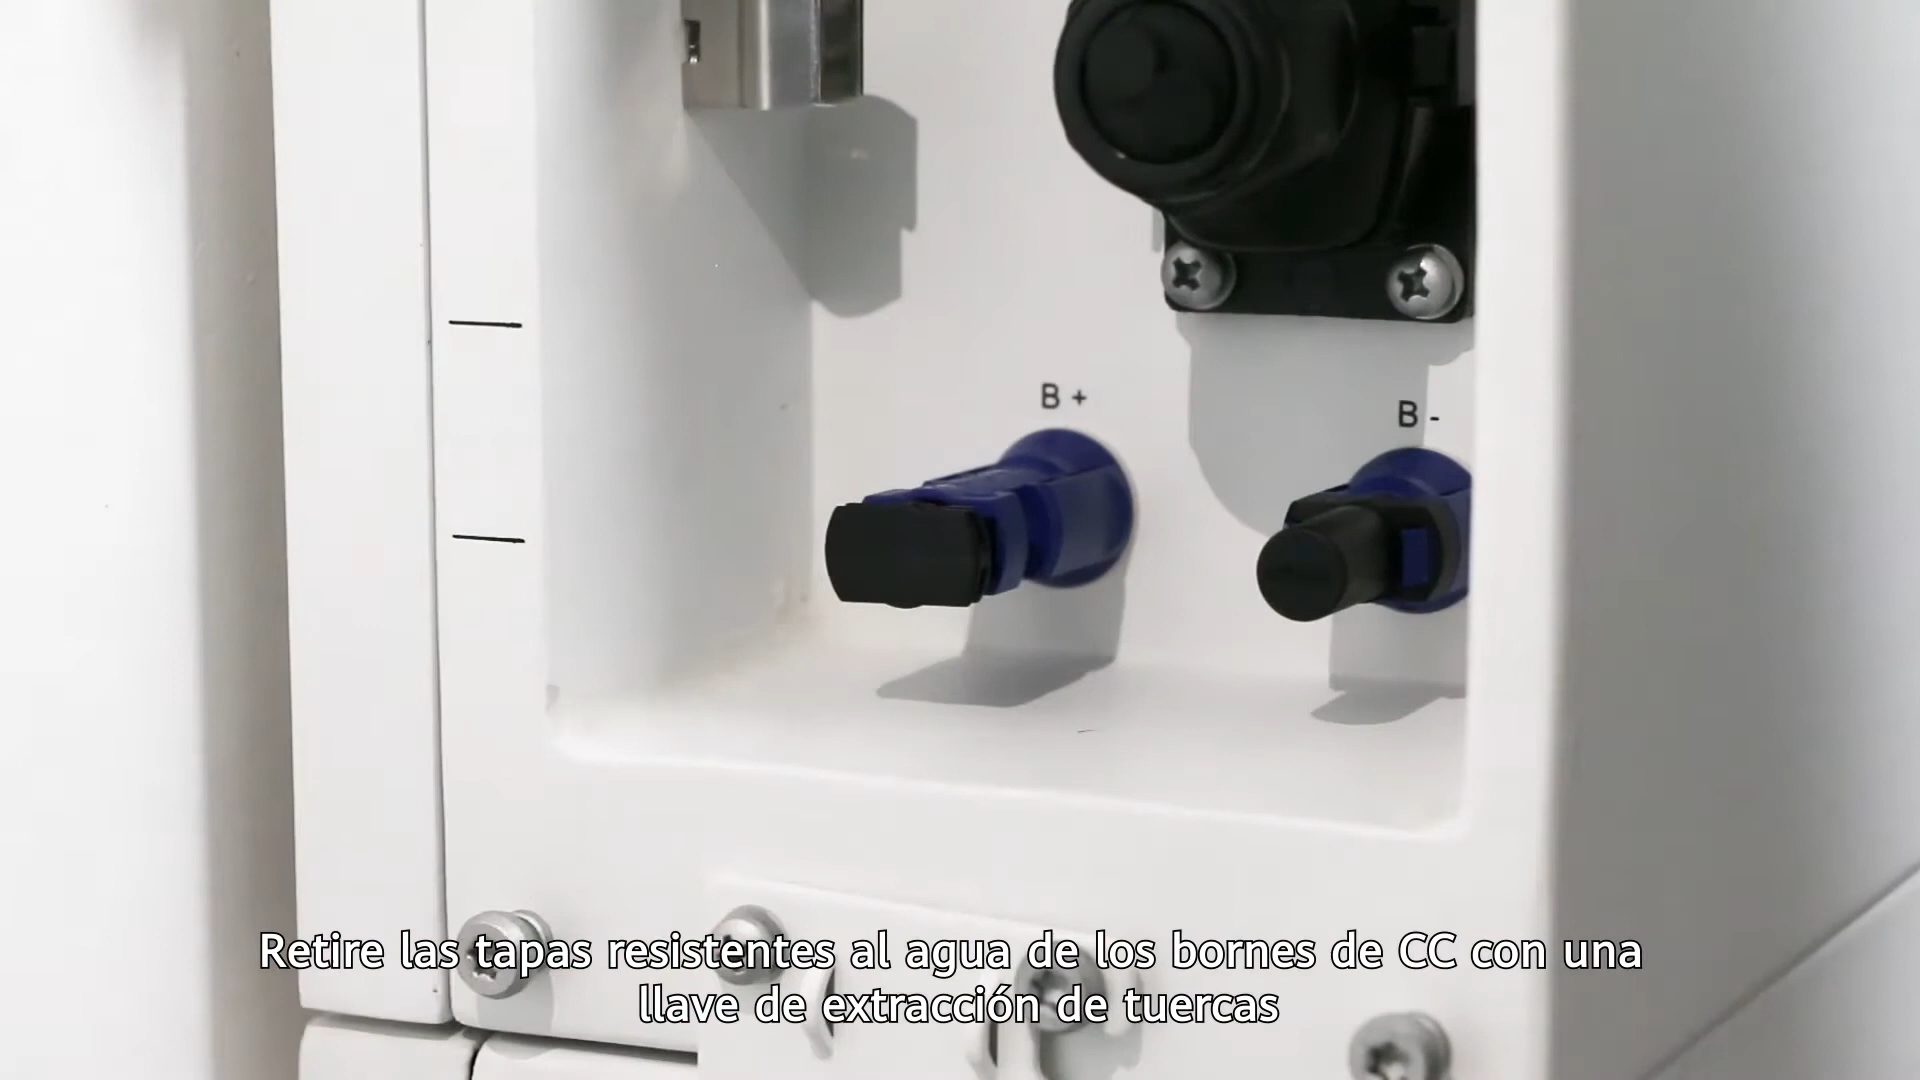 B +
B -
Retire las tapas resistentes al agua de los bornes de CC con una
llave de extracción de tuercas